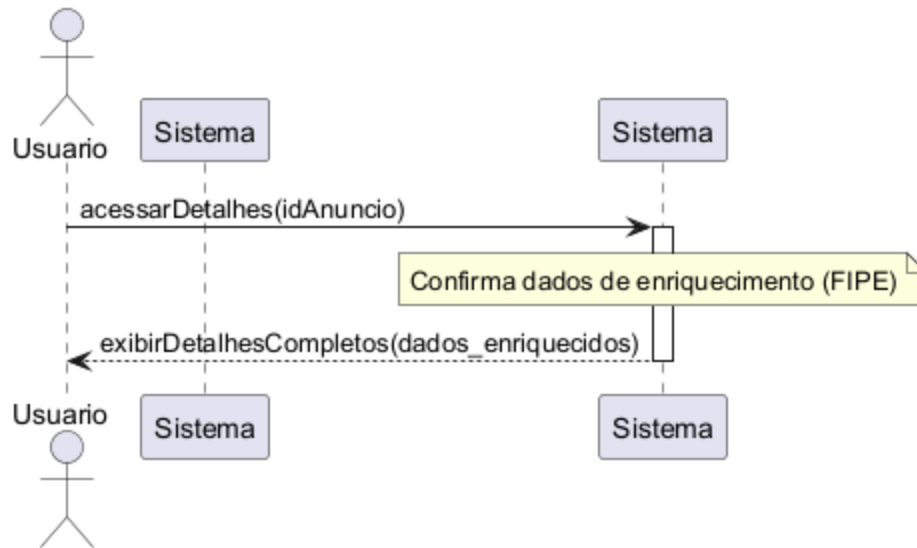 Usuario
Sistema
Sistema
acessarDetalhes(idAnuncio)
Confirma dados de enriquecimento (FIPE)
exibirDetalhesCompletos(dados_enriquecidos)
Usuario
Sistema
Sistema